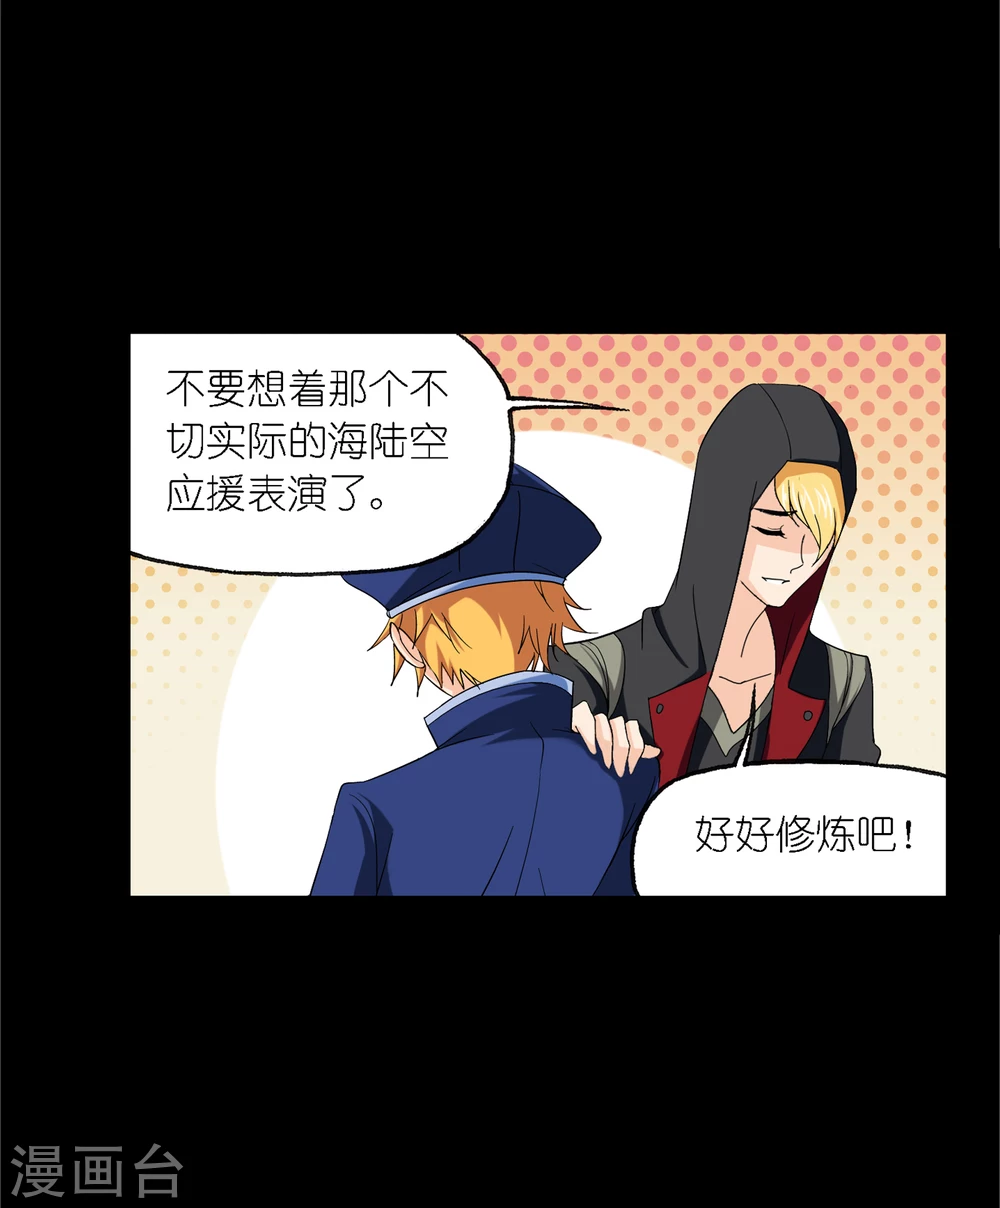 不要想着那个不
切实际的海陆空
应援表演了。
好好修炼吧！
漫画台